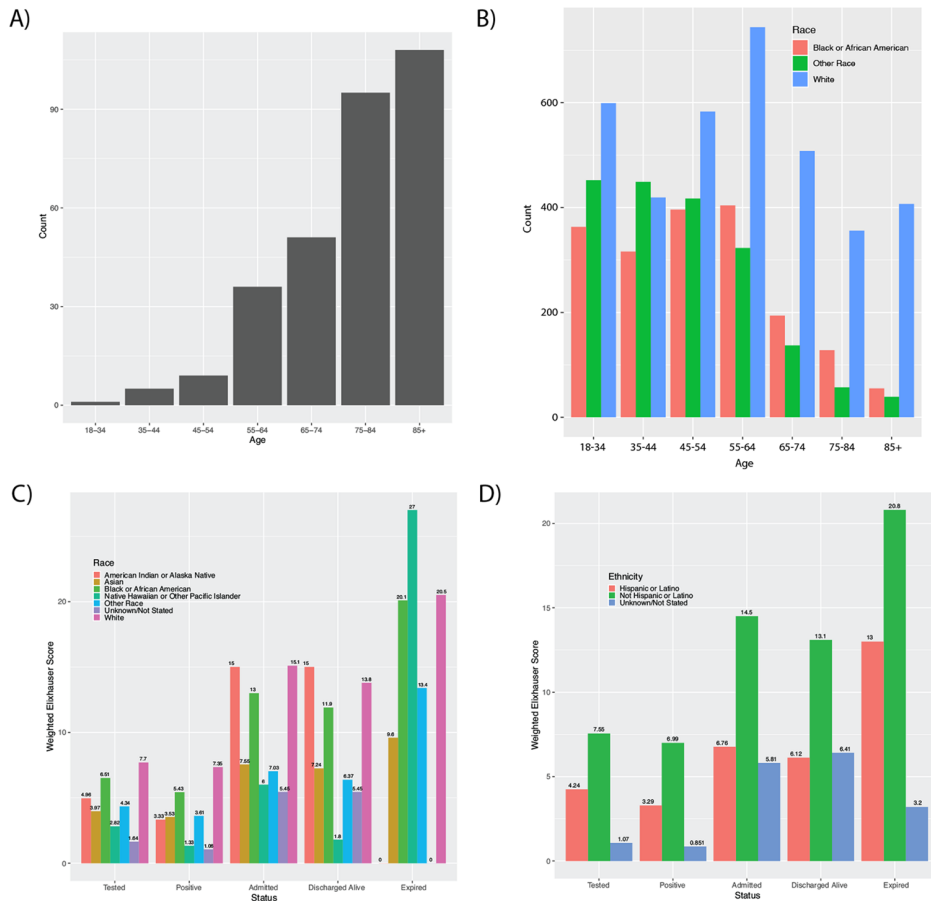 A)
90
60
30
0
Count
18-34 35-44 45-54 55-64 65-74 75-84 85+
Age
B)
Race
Black or African American
Other Race
White
600
400
200
0
Count
18-34 35-44 45-54 55-64 65-74 75-84 85+
Age
C)
Race
American Indian or Alaska Native
Asian
Black or African American
Native Hawaiian or Other Pacific Islander
Other Race
Unknown/Not Stated
White
20
10
0
Weighted Elixhauser Score
4.98 3.97 6.51 2.82 4.34 1.64 7.7
3.33 3.53 5.43 1.33 3.61 1.06 7.35
15 7.55 13 6 7.03 5.45 15.1
15 7.24 11.9 1.8 6.37 5.45 13.8
0 9.6 20.1 27 13.4 0 20.5
Tested Positive Admitted Discharged Alive Expired
Status
D)
Ethnicity
Hispanic or Latino
Not Hispanic or Latino
Unknown/Not Stated
20
15
10
5
0
Weighted Elixhauser Score
4.24 7.55 1.07
3.29 6.99 0.851
6.76 14.5 5.81
6.12 13.1 6.41
13 20.8 3.2
Tested Positive Admitted Discharged Alive Expired
Status